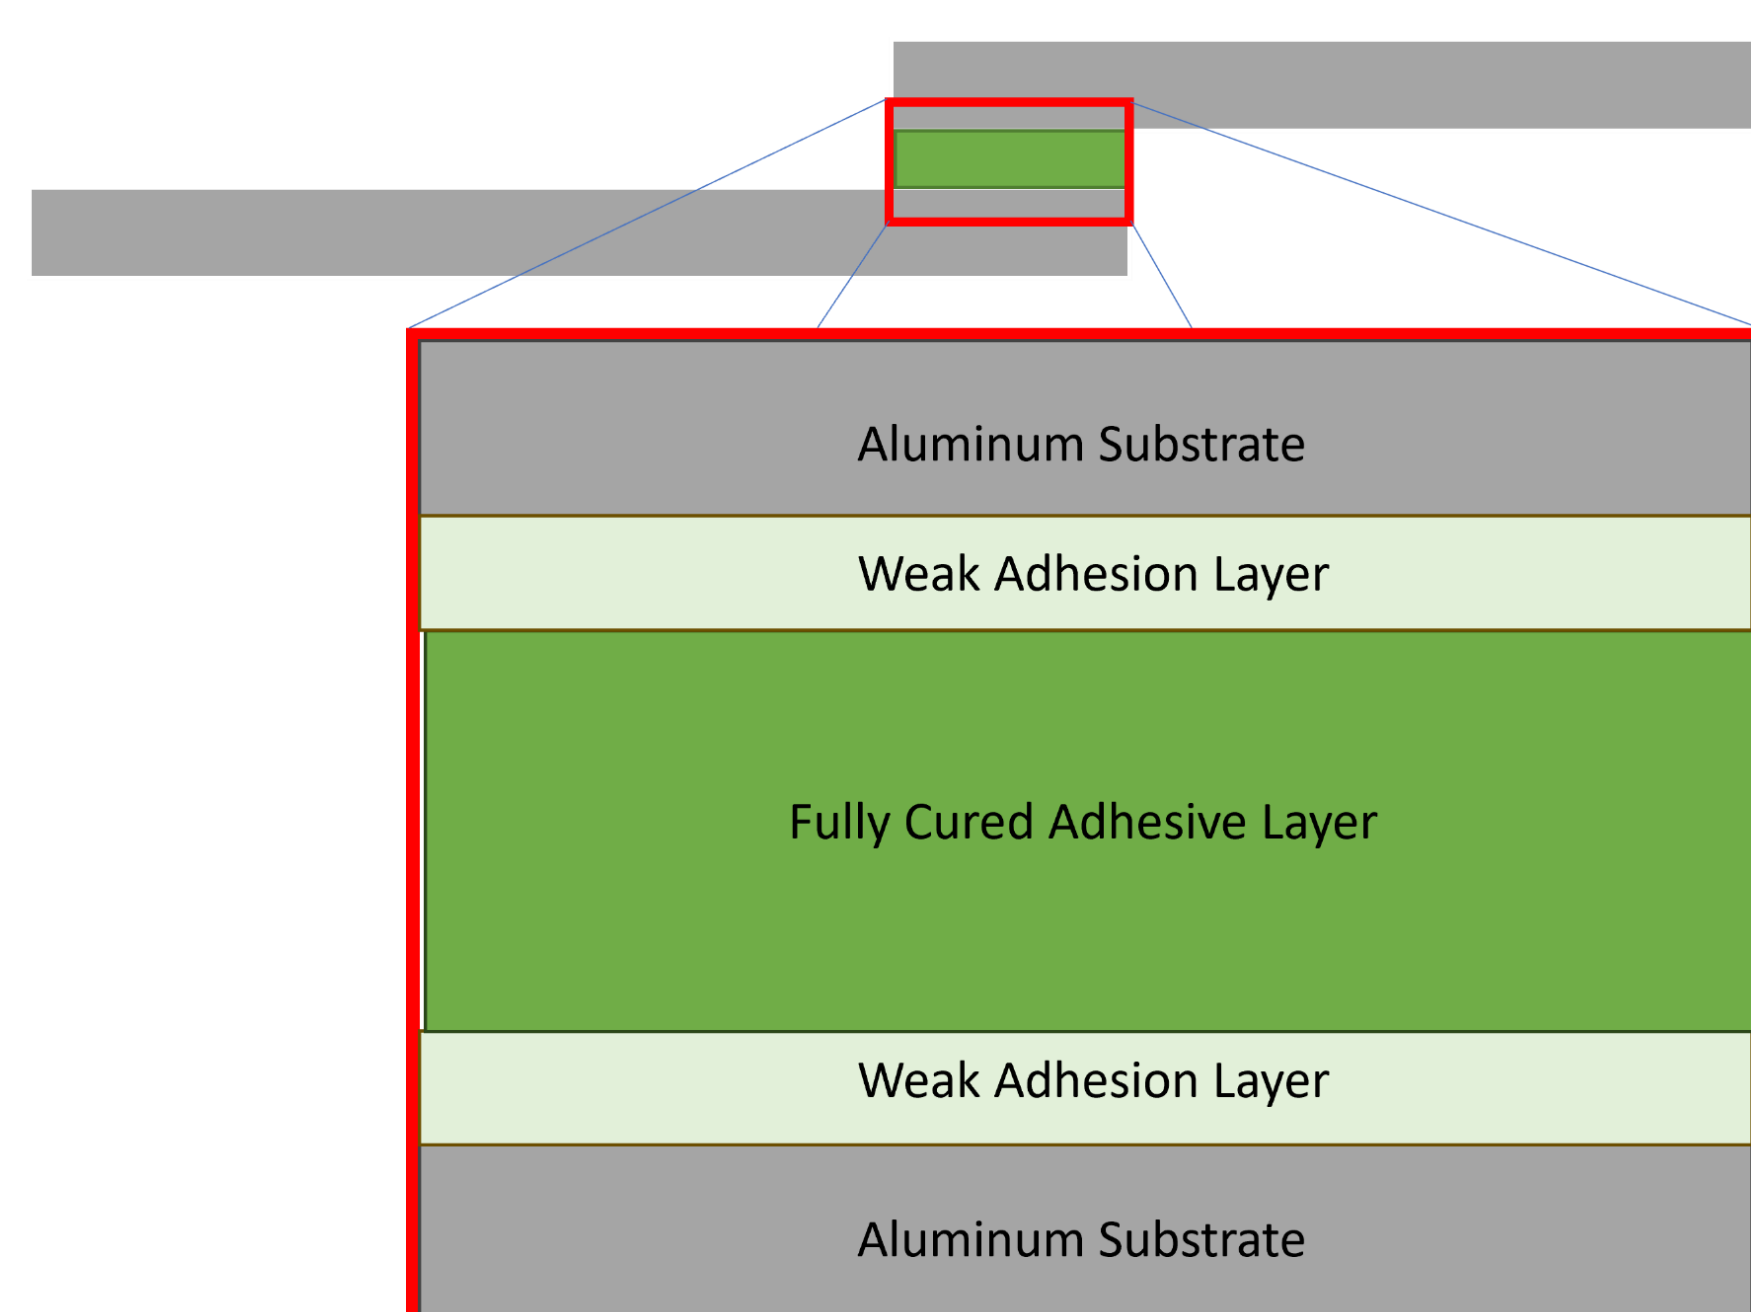 Aluminum Substrate
Weak Adhesion Layer
Fully Cured Adhesive Layer
Weak Adhesion Layer
Aluminum Substrate